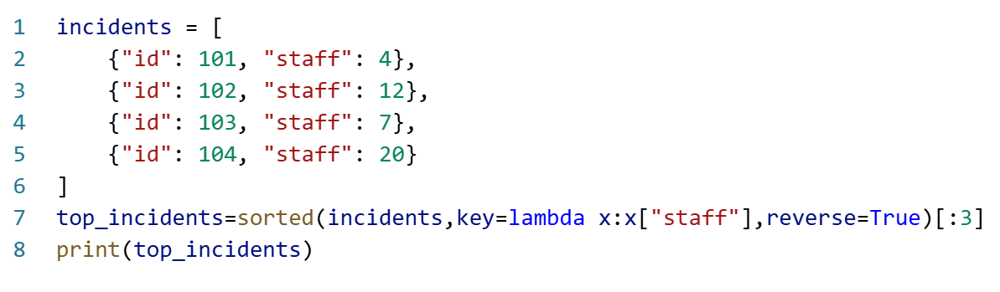 1 incidents = [
2     {"id": 101, "staff": 4},
3     {"id": 102, "staff": 12},
4     {"id": 103, "staff": 7},
5     {"id": 104, "staff": 20}
6 ]
7 top_incidents=sorted(incidents,key=lambda x:x["staff"],reverse=True)[:3]
8 print(top_incidents)